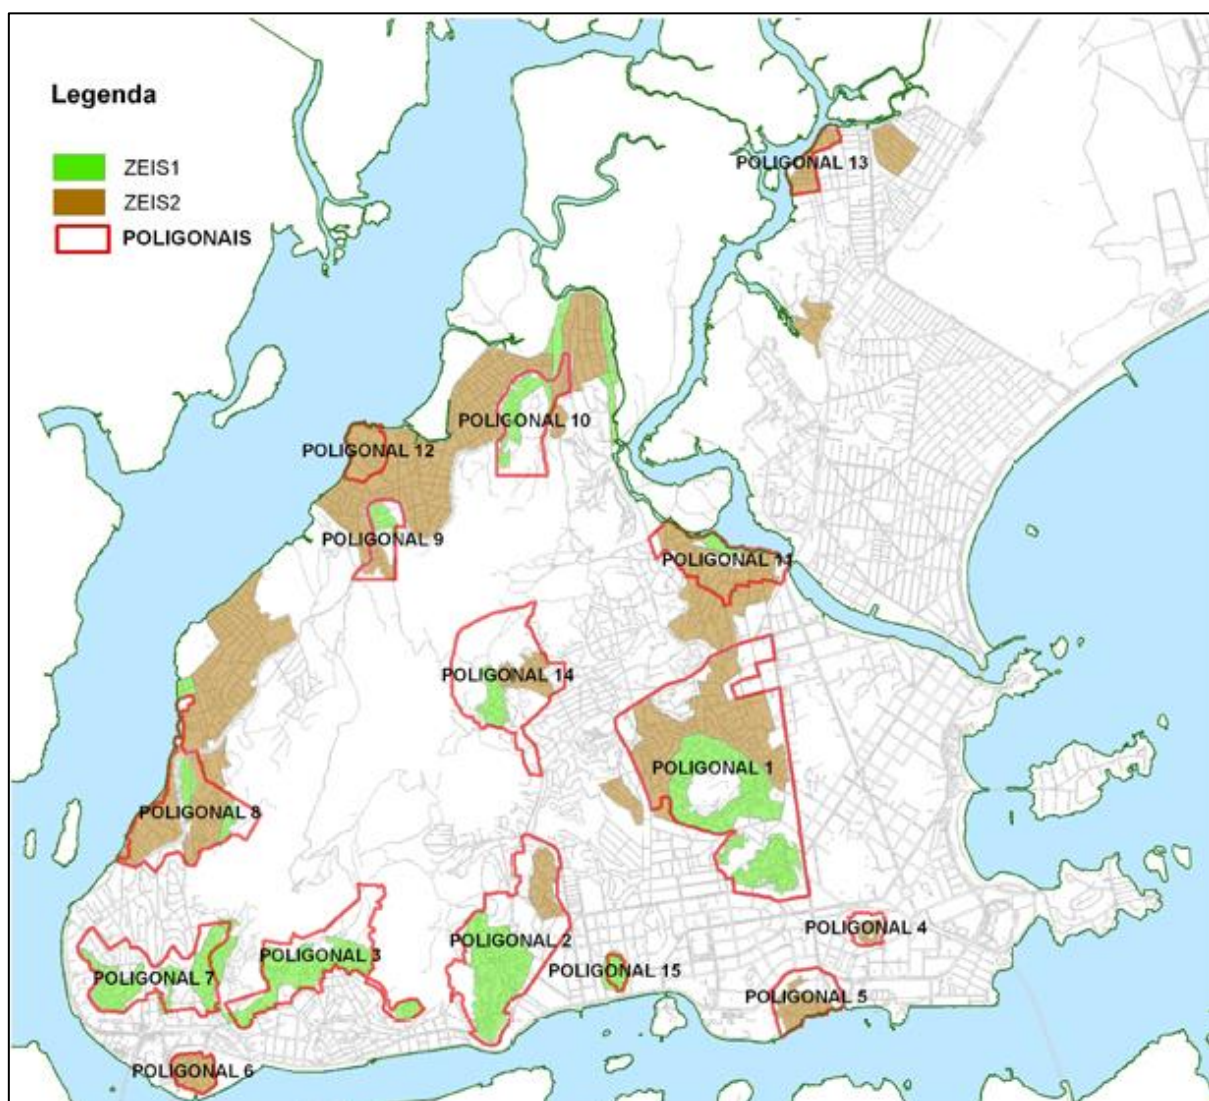 Legenda
ZEIS1
ZEIS2
POLIGONAIS
POLIGONAL 13
POLIGONAL 10
POLIGONAL 12
POLIGONAL 9
POLIGONAL 11
POLIGONAL 14
POLIGONAL 1
POLIGONAL 8
POLIGONAL 4
POLIGONAL 2
POLIGONAL 3
POLIGONAL 15
POLIGONAL 7
POLIGONAL 5
POLIGONAL 6